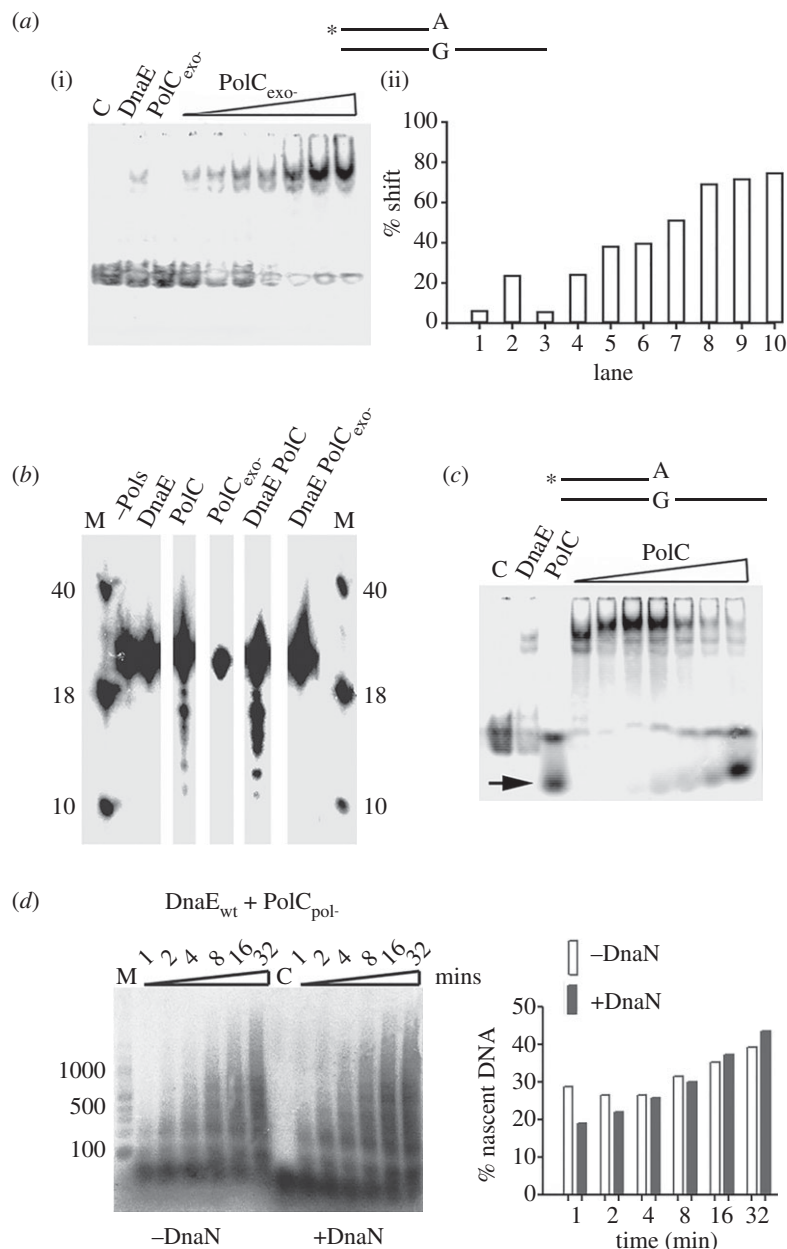 (a)
* A
G
(i)
C DnaE PolCexo- PolCexo-
(ii)
100
80
60
40
20
0
% shift
1 2 3 4 5 6 7 8 9 10
lane
(b)
M –Pols DnaE PolC PolCexo- DnaE PolC DnaE PolCexo- M
40 40
18 18
10 10
(c)
* A
G
C DnaE PolC PolC
(d)
DnaEwt + PolCpol-
M 1 2 4 8 16 32 C 1 2 4 8 16 32 mins
1000
500
100
–DnaN +DnaN
–DnaN
+DnaN
50
40
30
20
10
0
% nascent DNA
1 2 4 8 16 32
time (min)